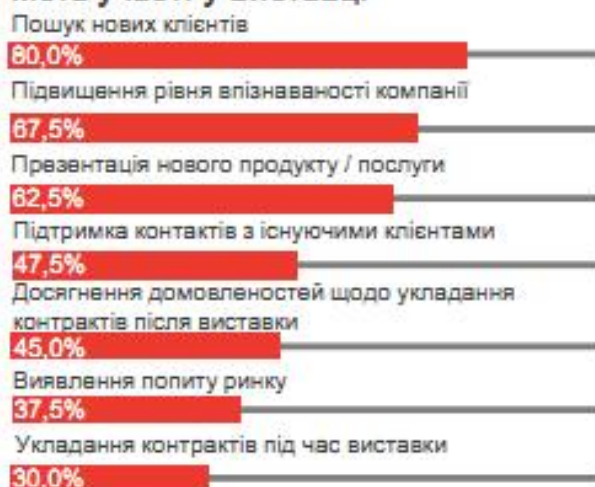 Пошук нових клієнтів
80,0%
Підвищення рівня впізнаваності компанії
67,5%
Презентація нового продукту / послуги
62,5%
Підтримка контактів з існуючими клієнтами
47,5%
Досягнення домовленостей щодо укладання
контрактів після виставки
45,0%
Виявлення попиту ринку
37,5%
Укладання контрактів під час виставки
30,0%